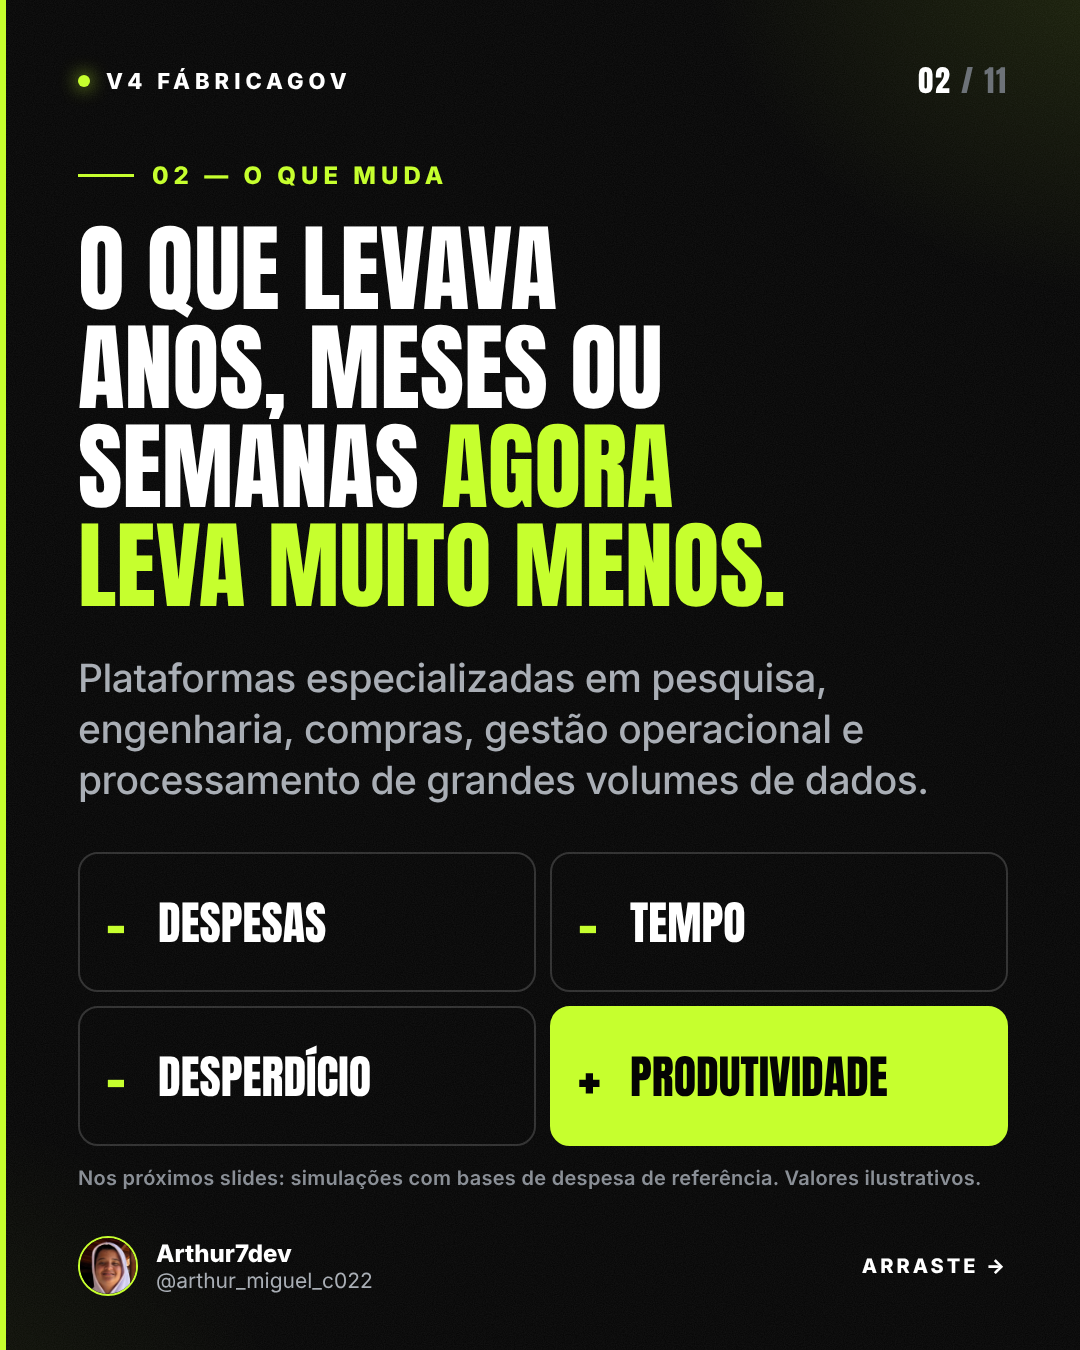 V4 FÁBRICAGOV
02 / 11
02 — O QUE MUDA
O QUE LEVAVA
ANOS, MESES OU
SEMANAS AGORA
LEVA MUITO MENOS.
Plataformas especializadas em pesquisa,
engenharia, compras, gestão operacional e
processamento de grandes volumes de dados.
- DESPESAS
- TEMPO
- DESPERDÍCIO
+ PRODUTIVIDADE
Nos próximos slides: simulações com bases de despesa de referência. Valores ilustrativos.
Arthur7dev
@arthur_miguel_c022
ARRASTE →